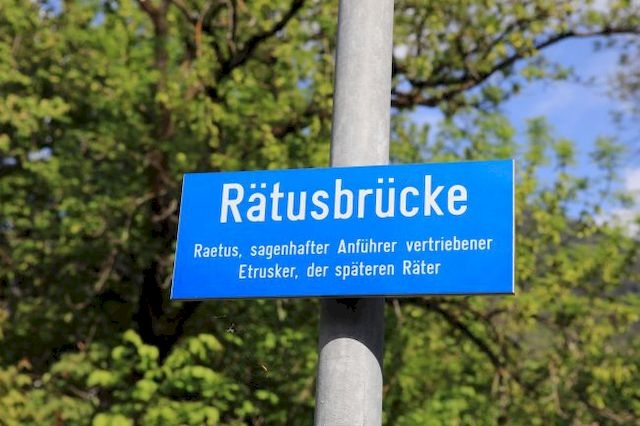 Rätusbrücke
Raetus, sagenhafter Anführer vertriebener
Etrusker, der späteren Räter